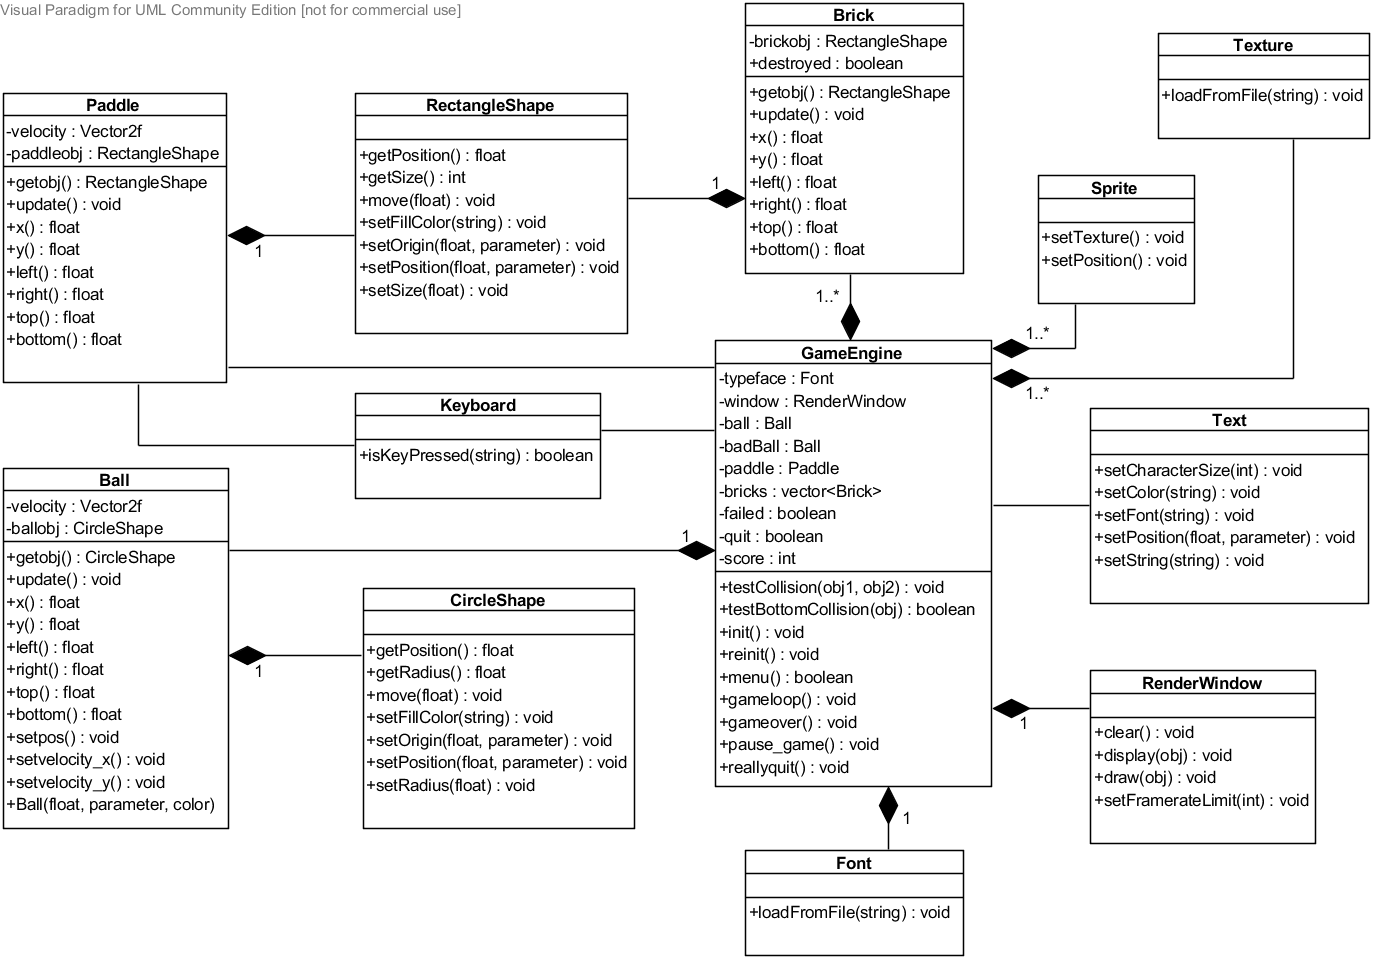 Visual Paradigm for UML Community Edition [not for commercial use]
Brick
-brickobj : RectangleShape
+destroyed : boolean
+getobj() : RectangleShape
+update() : void
+x() : float
+y() : float
+left() : float
+right() : float
+top() : float
+bottom() : float
Texture
+loadFromFile(string) : void
Paddle
-velocity : Vector2f
-paddleobj : RectangleShape
+getobj() : RectangleShape
+update() : void
+x() : float
+y() : float
+left() : float
+right() : float
+top() : float
+bottom() : float
1
RectangleShape
+getPosition() : float
+getSize() : int
+move(float) : void
+setFillColor(string) : void
+setOrigin(float, parameter) : void
+setPosition(float, parameter) : void
+setSize(float) : void
1
Sprite
+setTexture() : void
+setPosition() : void
1..*
1..*
1..*
GameEngine
-typeface : Font
-window : RenderWindow
-ball : Ball
-badBall : Ball
-paddle : Paddle
-bricks : vector<Brick>
-failed : boolean
-quit : boolean
-score : int
+testCollision(obj1, obj2) : void
+testBottomCollision(obj) : boolean
+init() : void
+reinit() : void
+menu() : boolean
+gameloop() : void
+gameover() : void
+pause_game() : void
+reallyquit() : void
Keyboard
+isKeyPressed(string) : boolean
Text
+setCharacterSize(int) : void
+setColor(string) : void
+setFont(string) : void
+setPosition(float, parameter) : void
+setString(string) : void
Ball
-velocity : Vector2f
-ballobj : CircleShape
+getobj() : CircleShape
+update() : void
+x() : float
+y() : float
+left() : float
+right() : float
+top() : float
+bottom() : float
+setpos() : void
+setvelocity_x() : void
+setvelocity_y() : void
+Ball(float, parameter, color)
1
1
CircleShape
+getPosition() : float
+getRadius() : float
+move(float) : void
+setFillColor(string) : void
+setOrigin(float, parameter) : void
+setPosition(float, parameter) : void
+setRadius(float) : void
RenderWindow
+clear() : void
+display(obj) : void
+draw(obj) : void
+setFramerateLimit(int) : void
1
1
Font
+loadFromFile(string) : void